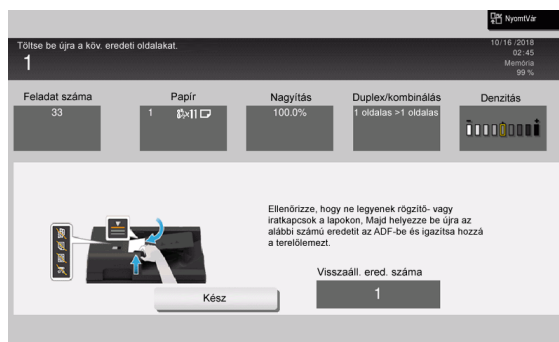 NyomtVár
Töltse be újra a köv. eredeti oldalakat.
1
10/16 /2018
02:45
Memória
99 %
Feladat száma
Papír
Nagyítás
Duplex/kombinálás
Denzitás
33
1 8½×11
100.0%
1 oldalas >1 oldalas
Ellenőrizze, hogy ne legyenek rögzítő- vagy
iratkapcsok a lapokon, Majd helyezze be újra az
alábbi számú eredetit az ADF-be és igazítsa hozzá
a terelőlemezt.
Visszaáll. ered. száma
1
Kész